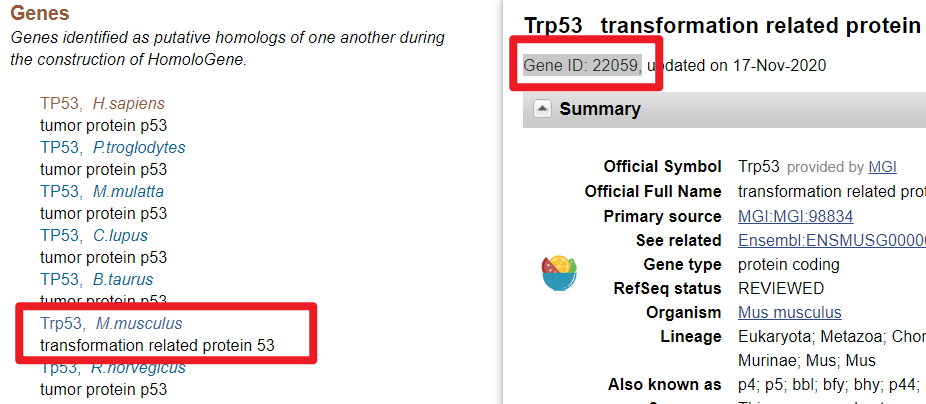 Genes
Genes identified as putative homologs of one another during
the construction of HomoloGene.
TP53, H.sapiens
tumor protein p53
TP53, P.troglodytes
tumor protein p53
TP53, M.mulatta
tumor protein p53
TP53, C.lupus
tumor protein p53
TP53, B.taurus
tumor protein p53
Trp53, M.musculus
transformation related protein 53
Tp53, R.norvegicus
tumor protein p53
Trp53 transformation related protein
Gene ID: 22059, updated on 17-Nov-2020
Summary
Official Symbol Trp53 provided by MGI
Official Full Name transformation related
Primary source MGI:MGI:98834
See related Ensembl:ENSMUSG0000
Gene type protein coding
RefSeq status REVIEWED
Organism Mus musculus
Lineage Eukaryota; Metazoa;
Murinae; Mus; Mus
Also known as p4; p5; bbl; bfy; bhy; p44;